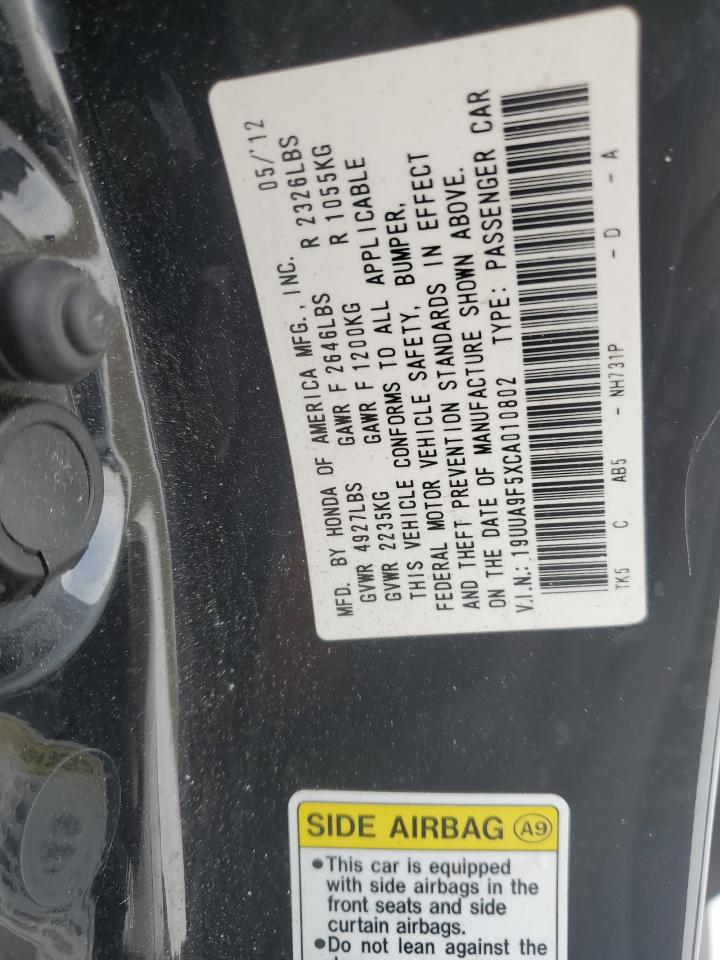 MFD. BY HONDA OF AMERICA MFG., INC. 05/'12
GVWR 4927LBS GAWR F 2646LBS R 2326LBS
GVWR 2235KG GAWR F 1200KG R 1055KG
THIS VEHICLE CONFORMS TO ALL APPLICABLE
FEDERAL MOTOR VEHICLE SAFETY, BUMPER,
AND THEFT PREVENTION STANDARDS IN EFFECT
ON THE DATE OF MANUFACTURE SHOWN ABOVE.
V.I.N.: 19UUA9F5XCA010802 TYPE: PASSENGER CAR
TK5 C AB5 - NH731P - D - A
SIDE AIRBAG A9
•This car is equipped
with side airbags in the
front seats and side
curtain airbags.
•Do not lean against the